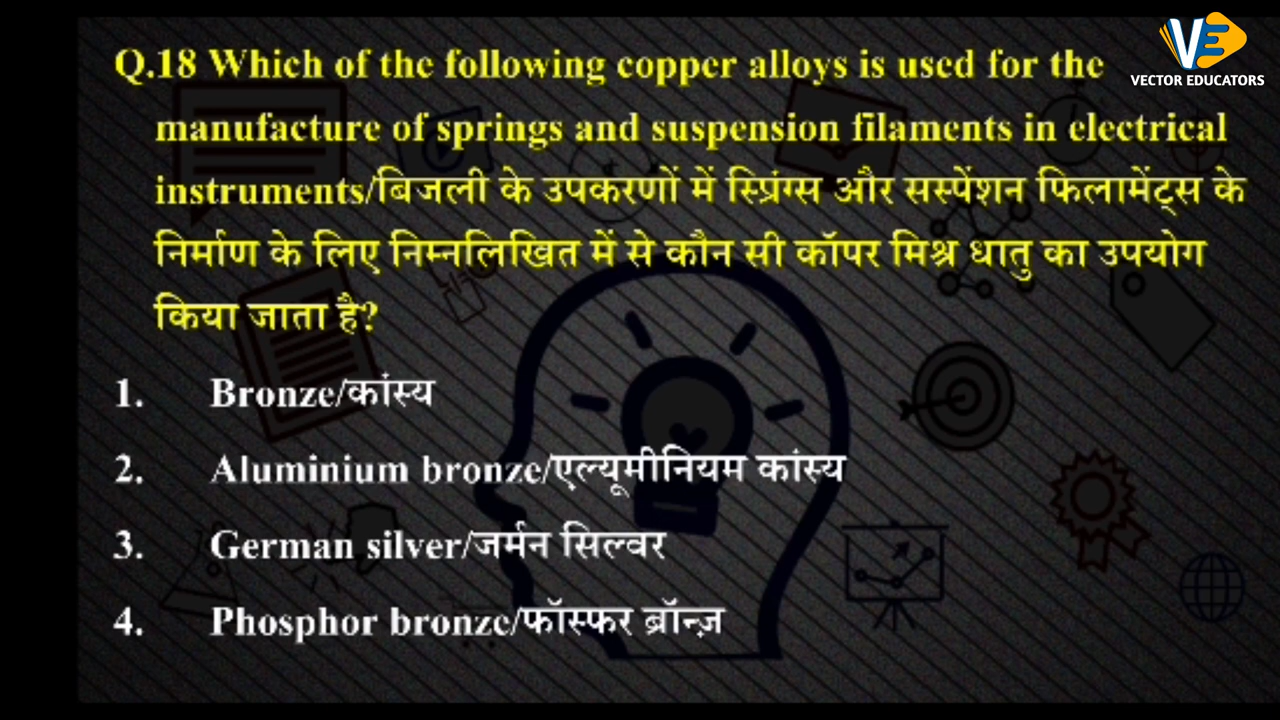 Q.18 Which of the following copper alloys is used for the
manufacture of springs and suspension filaments in electrical
instruments/बिजली के उपकरणों में स्प्रिंग्स और सस्पेंशन फिलामेंट्स के
निर्माण के लिए निम्नलिखित में से कौन सी कॉपर मिश्र धातु का उपयोग
किया जाता है?
1. Bronze/कांस्य
2. Aluminium bronze/एल्यूमीनियम कांस्य
3. German silver/जर्मन सिल्वर
4. Phosphor bronze/फॉस्फर ब्रॉन्ज़
VE
VECTOR EDUCATORS